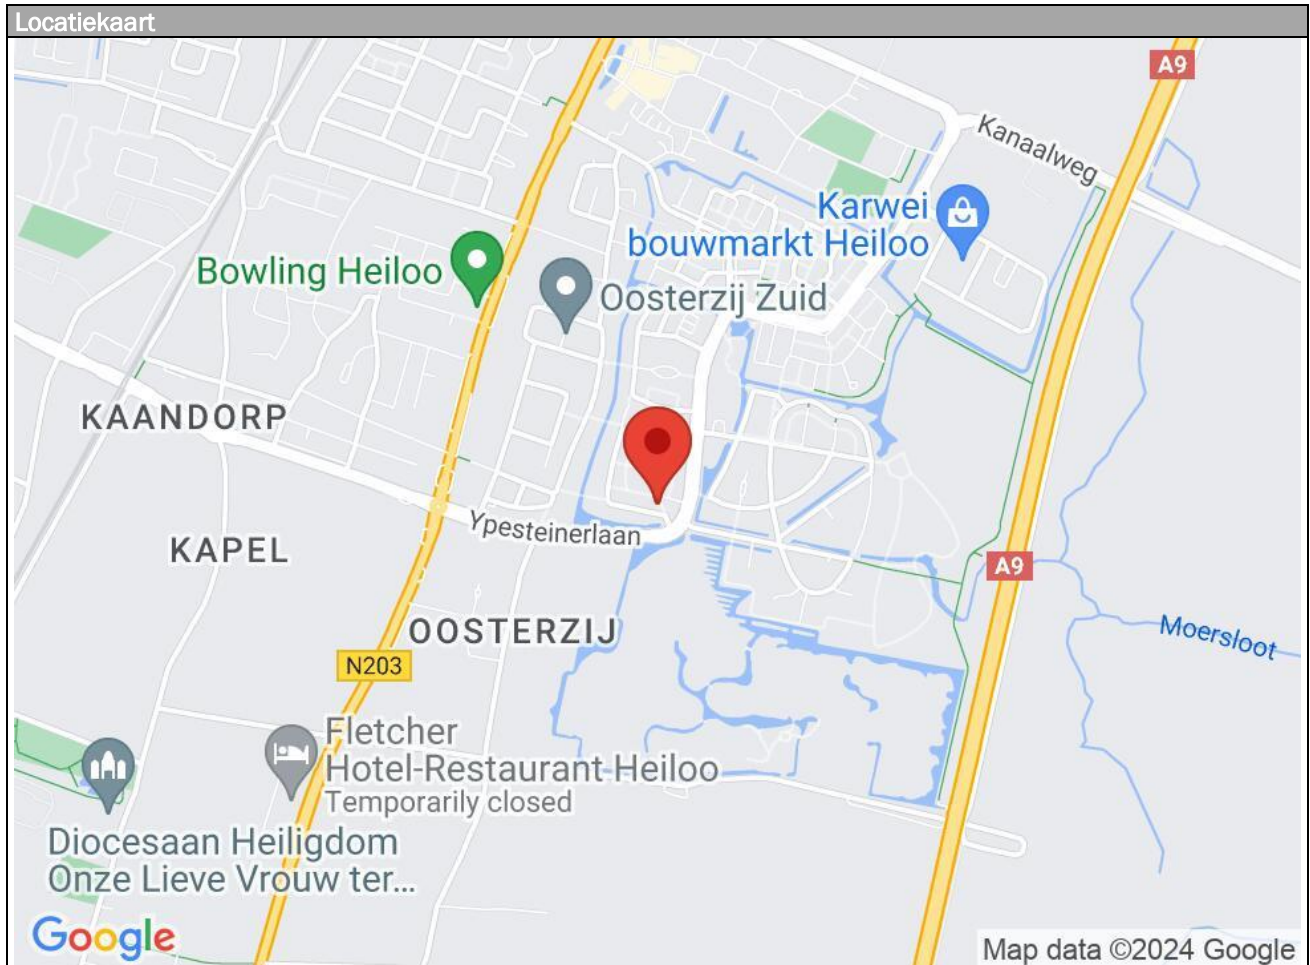 Locatiekaart
A9
Kanaalweg
Karwei
bouwmarkt Heiloo
Bowling Heiloo
Oosterzij Zuid
KAANDORP
Ypesteinerlaan
KAPEL
A9
OOSTERZIJ
Moersloot
N203
Fletcher
Hotel-Restaurant Heiloo
Temporarily closed
Diocesaan Heiligdom
Onze Lieve Vrouw ter...
Google
Map data ©2024 Google